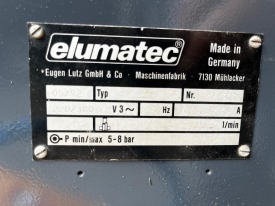 elumatec®
Made in
Germany
Eugen Lutz GmbH & Co · Maschinenfabrik · 7130 Mühlacker
Typ Nr.
V 3~ Hz A
l/min
P min/max 5-8 bar